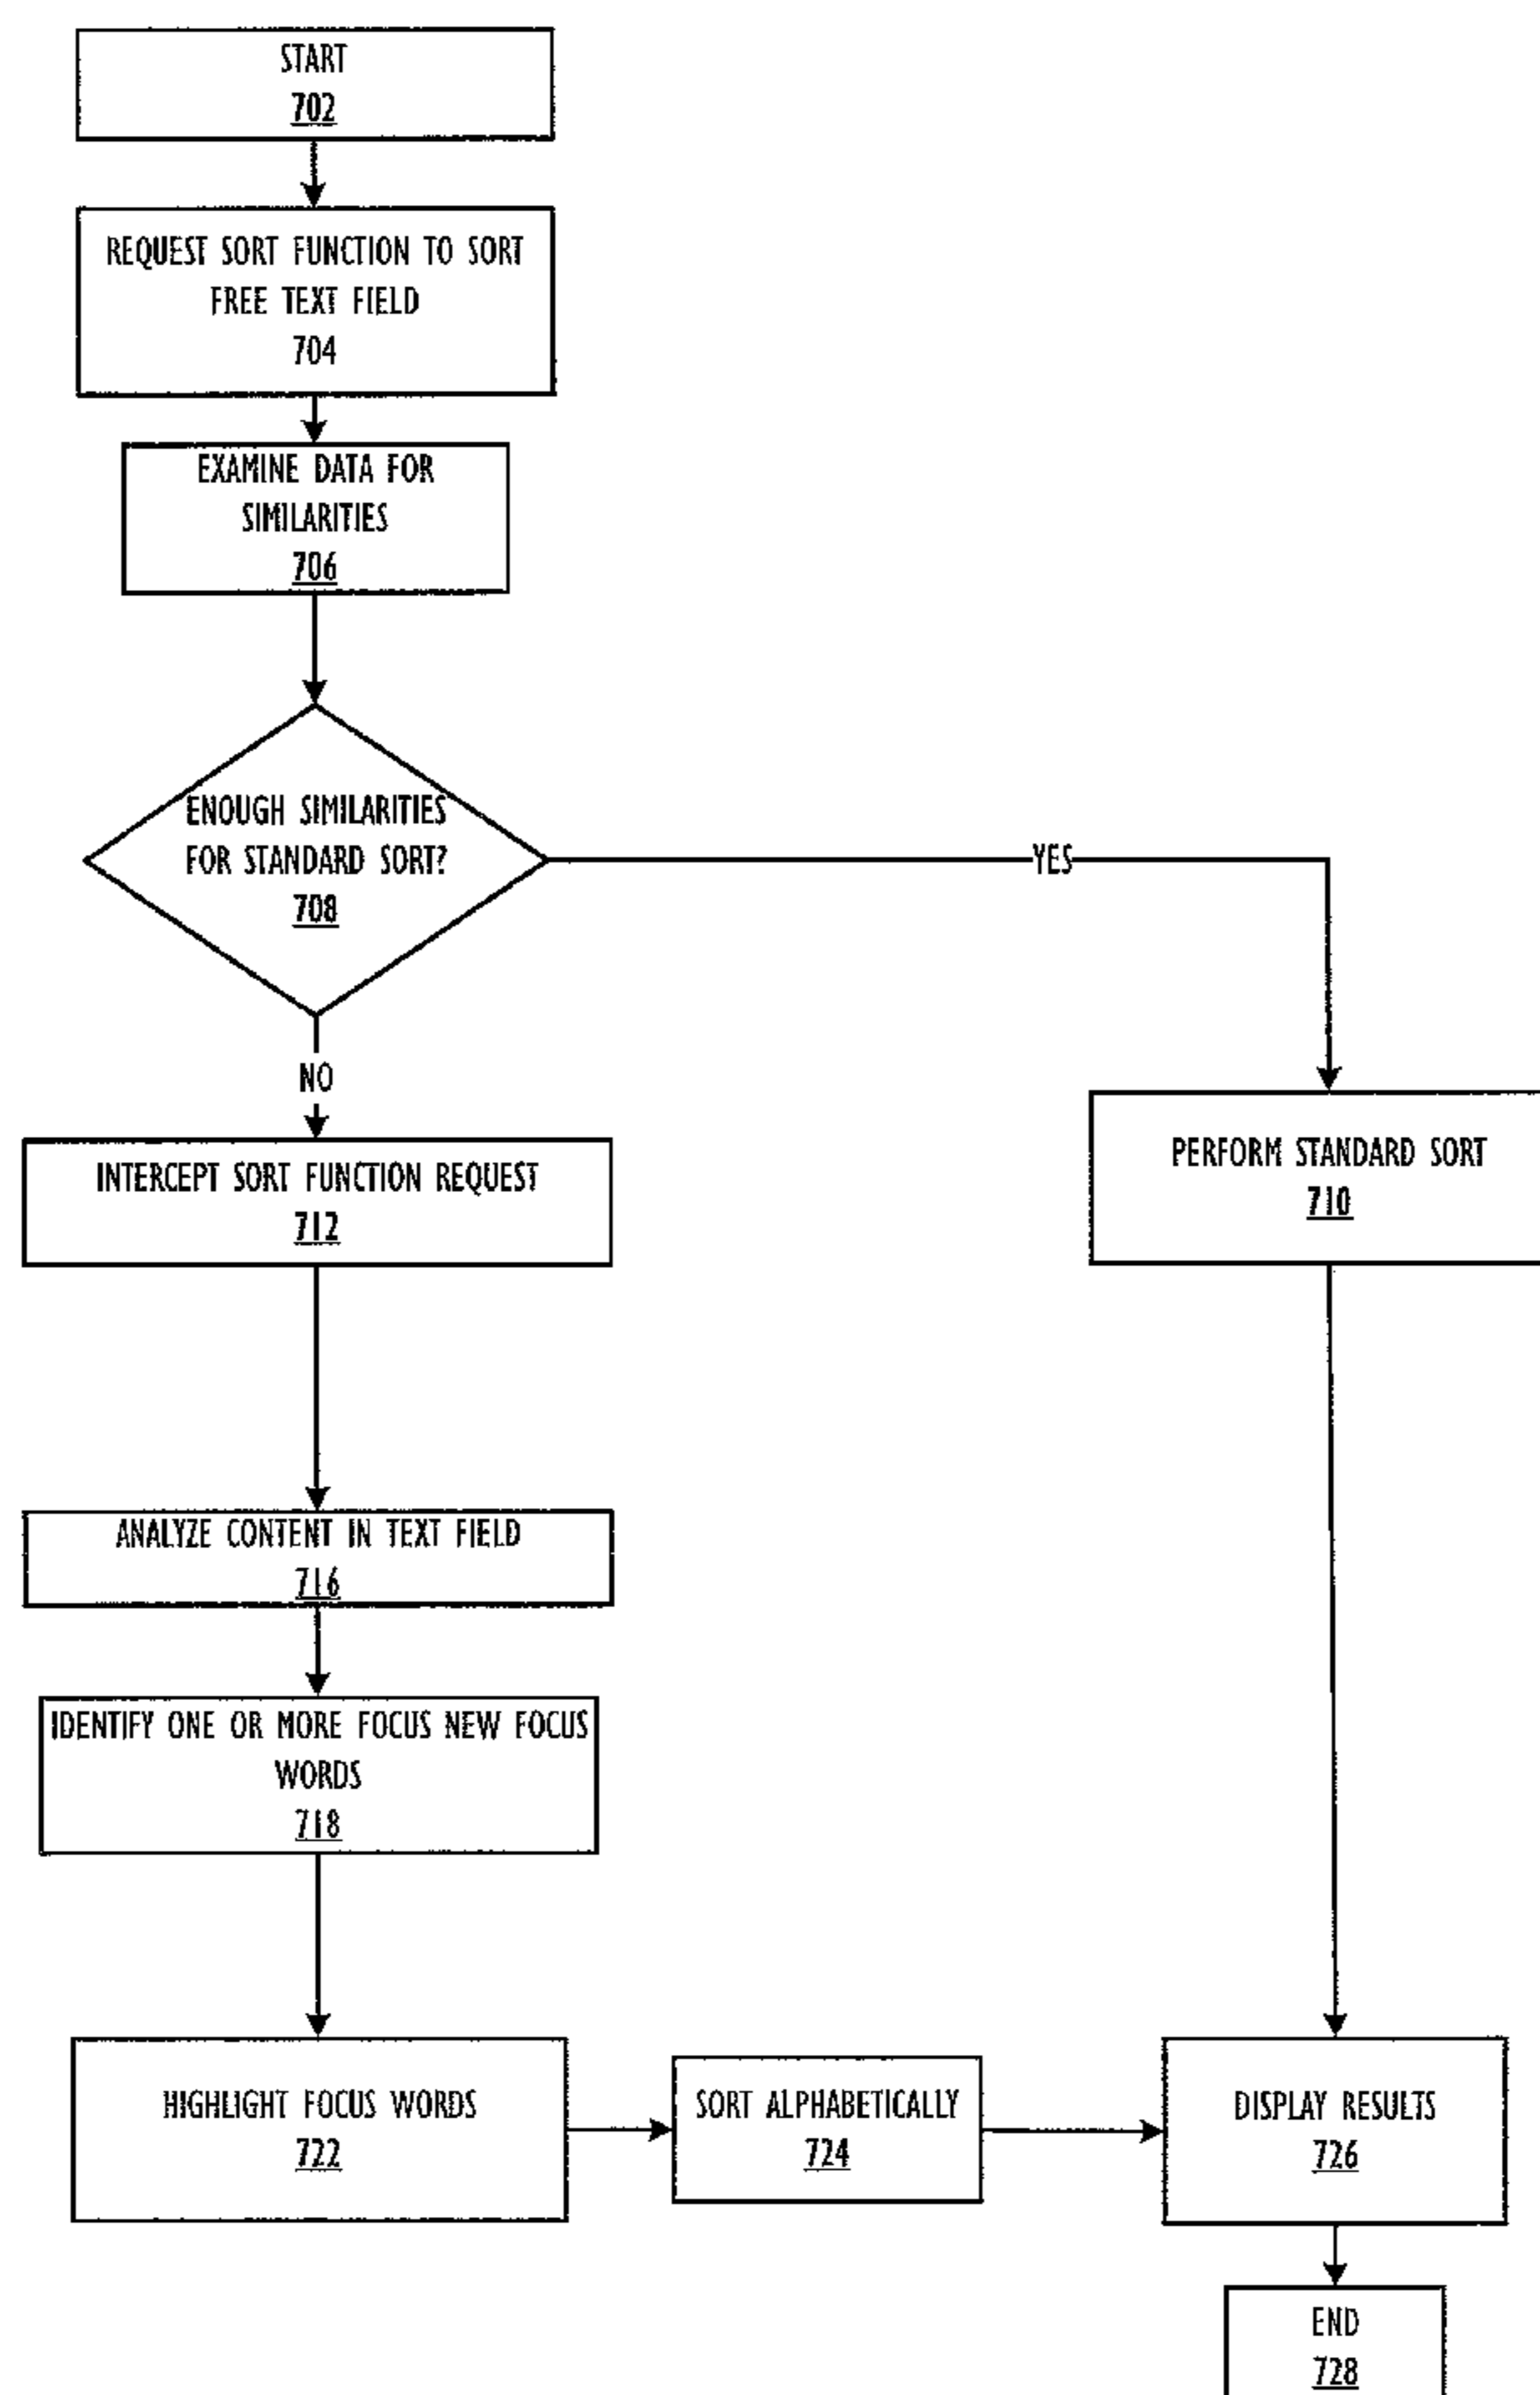 START
702
REQUEST SORT FUNCTION TO SORT
FREE TEXT FIELD
704
EXAMINE DATA FOR
SIMILARITIES
706
ENOUGH SIMILARITIES
FOR STANDARD SORT?
708
YES
NO
PERFORM STANDARD SORT
710
INTERCEPT SORT FUNCTION REQUEST
712
ANALYZE CONTENT IN TEXT FIELD
716
IDENTIFY ONE OR MORE FOCUS NEW FOCUS
WORDS
718
HIGHLIGHT FOCUS WORDS
722
SORT ALPHABETICALLY
724
DISPLAY RESULTS
726
END
728